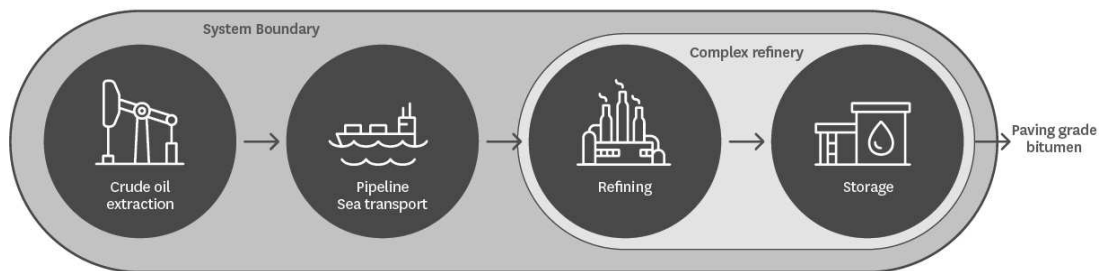 System Boundary
Complex refinery
Crude oil
extraction
Pipeline
Sea transport
Refining
Storage
Paving grade
bitumen